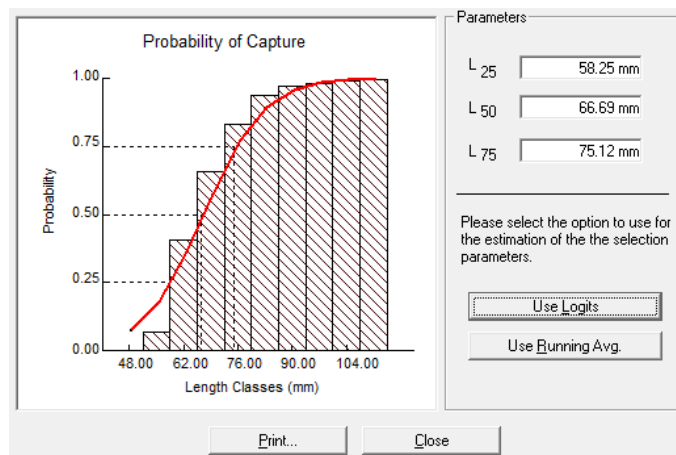 Probability of Capture
1.00
0.75
0.50
0.25
0.00
Probability
48.00 62.00 76.00 90.00 104.00
Length Classes (mm)
Parameters
L 25 58.25 mm
L 50 66.69 mm
L 75 75.12 mm
Please select the option to use for
the estimation of the the selection
parameters.
Use Logits
Use Running Avg.
Print... Close